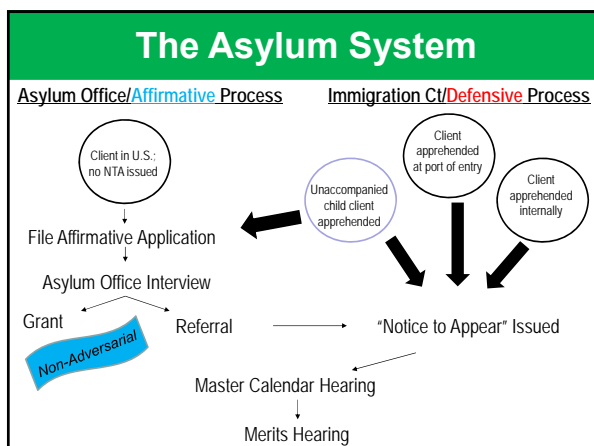 The Asylum System
Asylum Office/Affirmative Process
Immigration Ct/Defensive Process
Client in U.S.;
no NTA issued
Unaccompanied
child client
apprehended
Client
apprehended
at port of entry
Client
apprehended
internally
File Affirmative Application
Asylum Office Interview
Grant
Referral
"Notice to Appear" Issued
Non-Adversarial
Master Calendar Hearing
Merits Hearing